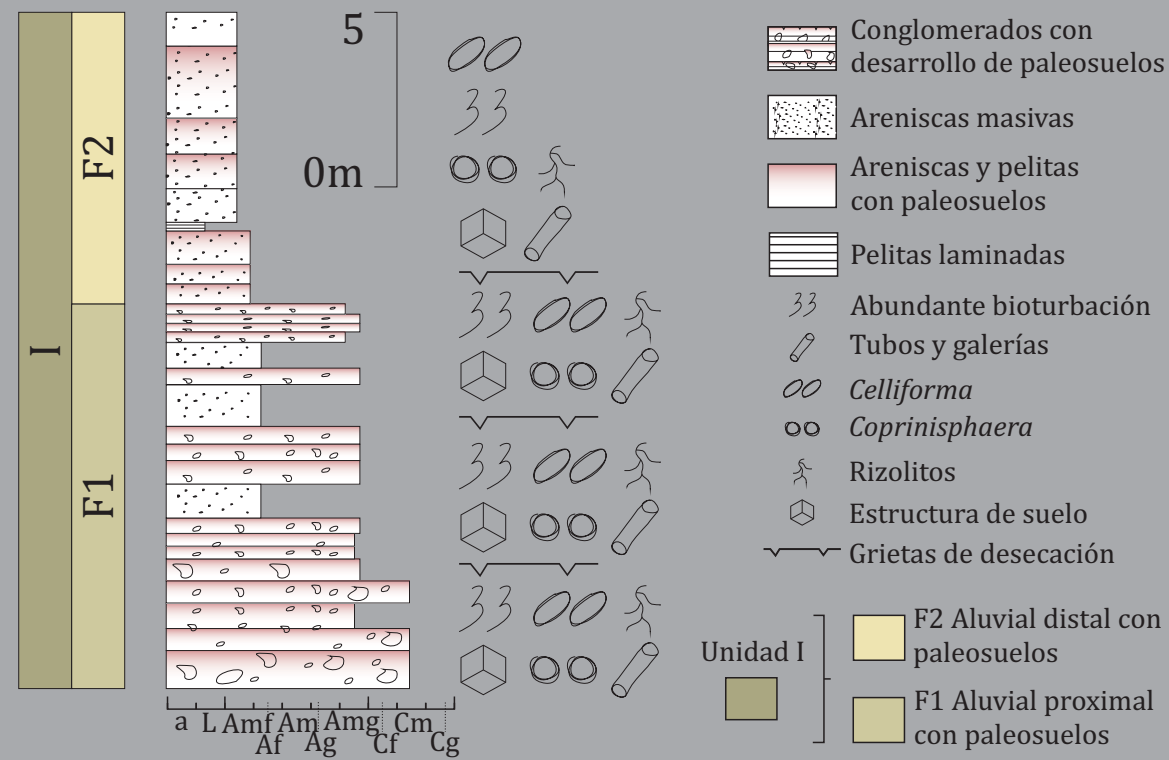 I
F2
F1
5
0m
a L Amf Am Amg Cm
Af Ag Cf Cg
Conglomerados con
desarrollo de paleosuelos
Areniscas masivas
Areniscas y pelitas
con paleosuelos
Pelitas laminadas
Abundante bioturbación
Tubos y galerías
Celliforma
Coprinisphaera
Rizolitos
Estructura de suelo
Grietas de desecación
Unidad I
F2 Aluvial distal con
paleosuelos
F1 Aluvial proximal
con paleosuelos